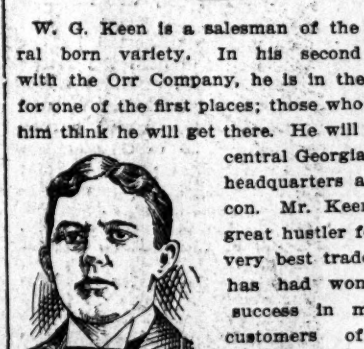 W. G. Keen is a salesman of the
ral born variety. In his second
with the Orr Company, he is in the
for one of the first places; those who
him think he will get there. He will
central Georgia
headquarters a
con. Mr. Keen
great hustler f
very best trade
has had won
success in m
customers of